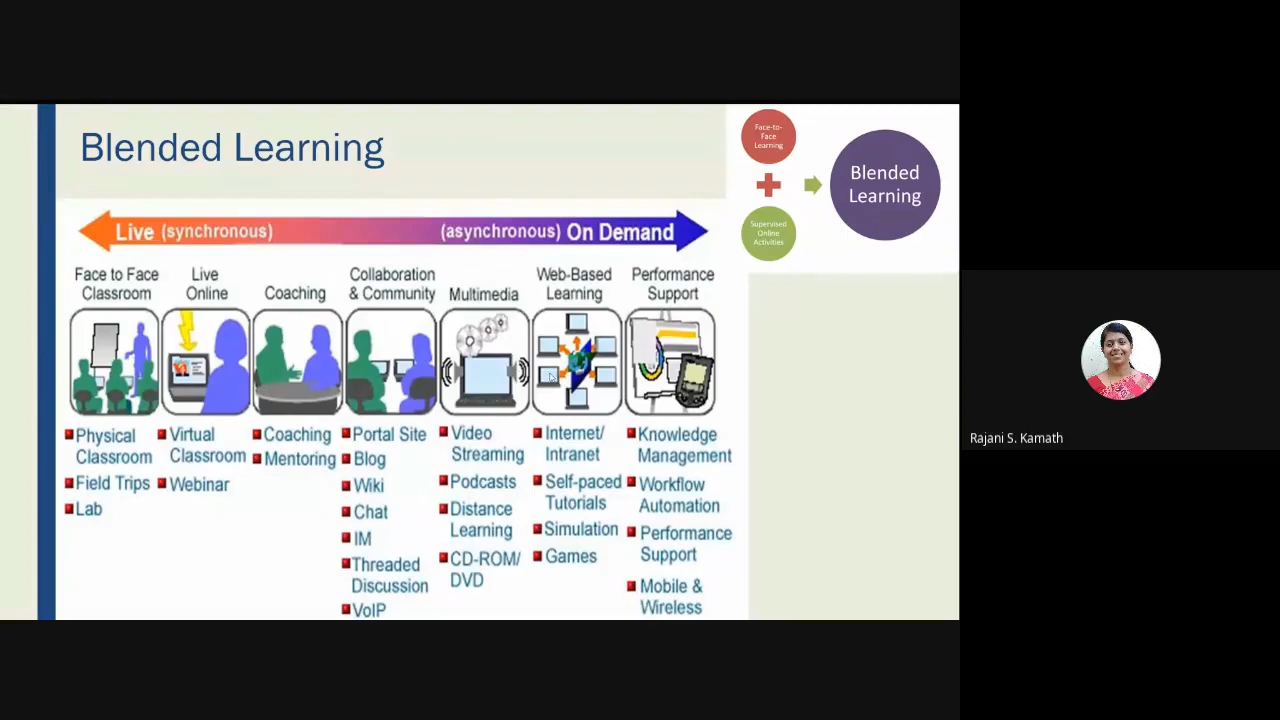 Blended Learning
Face-to-
Face
Learning
Blended
Learning
Supervised
Online
Activities
Live (synchronous)
(asynchronous) On Demand
Face to Face
Classroom
Live
Online
Coaching
Collaboration
& Community
Multimedia
Web-Based
Learning
Performance
Support
Physical
Classroom
Field Trips
Lab
Virtual
Classroom
Webinar
Coaching
Mentoring
Portal Site
Blog
Wiki
Chat
IM
Threaded
Discussion
VoIP
Video
Streaming
Podcasts
Distance
Learning
CD-ROM/
DVD
Internet/
Intranet
Self-paced
Tutorials
Simulation
Games
Knowledge
Management
Workflow
Automation
Performance
Support
Mobile &
Wireless
Rajani S. Kamath